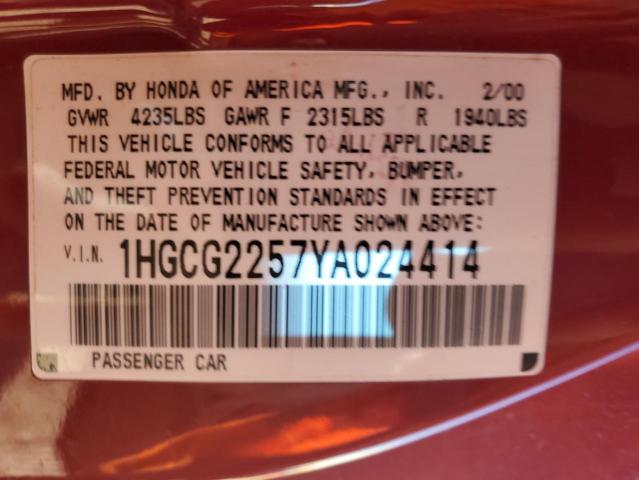 MFD. BY HONDA OF AMERICA MFG., INC. 2/00
GVWR 4235LBS GAWR F 2315LBS R 1940LBS
THIS VEHICLE CONFORMS TO ALL APPLICABLE
FEDERAL MOTOR VEHICLE SAFETY, BUMPER,
AND THEFT PREVENTION STANDARDS IN EFFECT
ON THE DATE OF MANUFACTURE SHOWN ABOVE:
V.I.N. 1HGCG2257YA024414
PASSENGER CAR